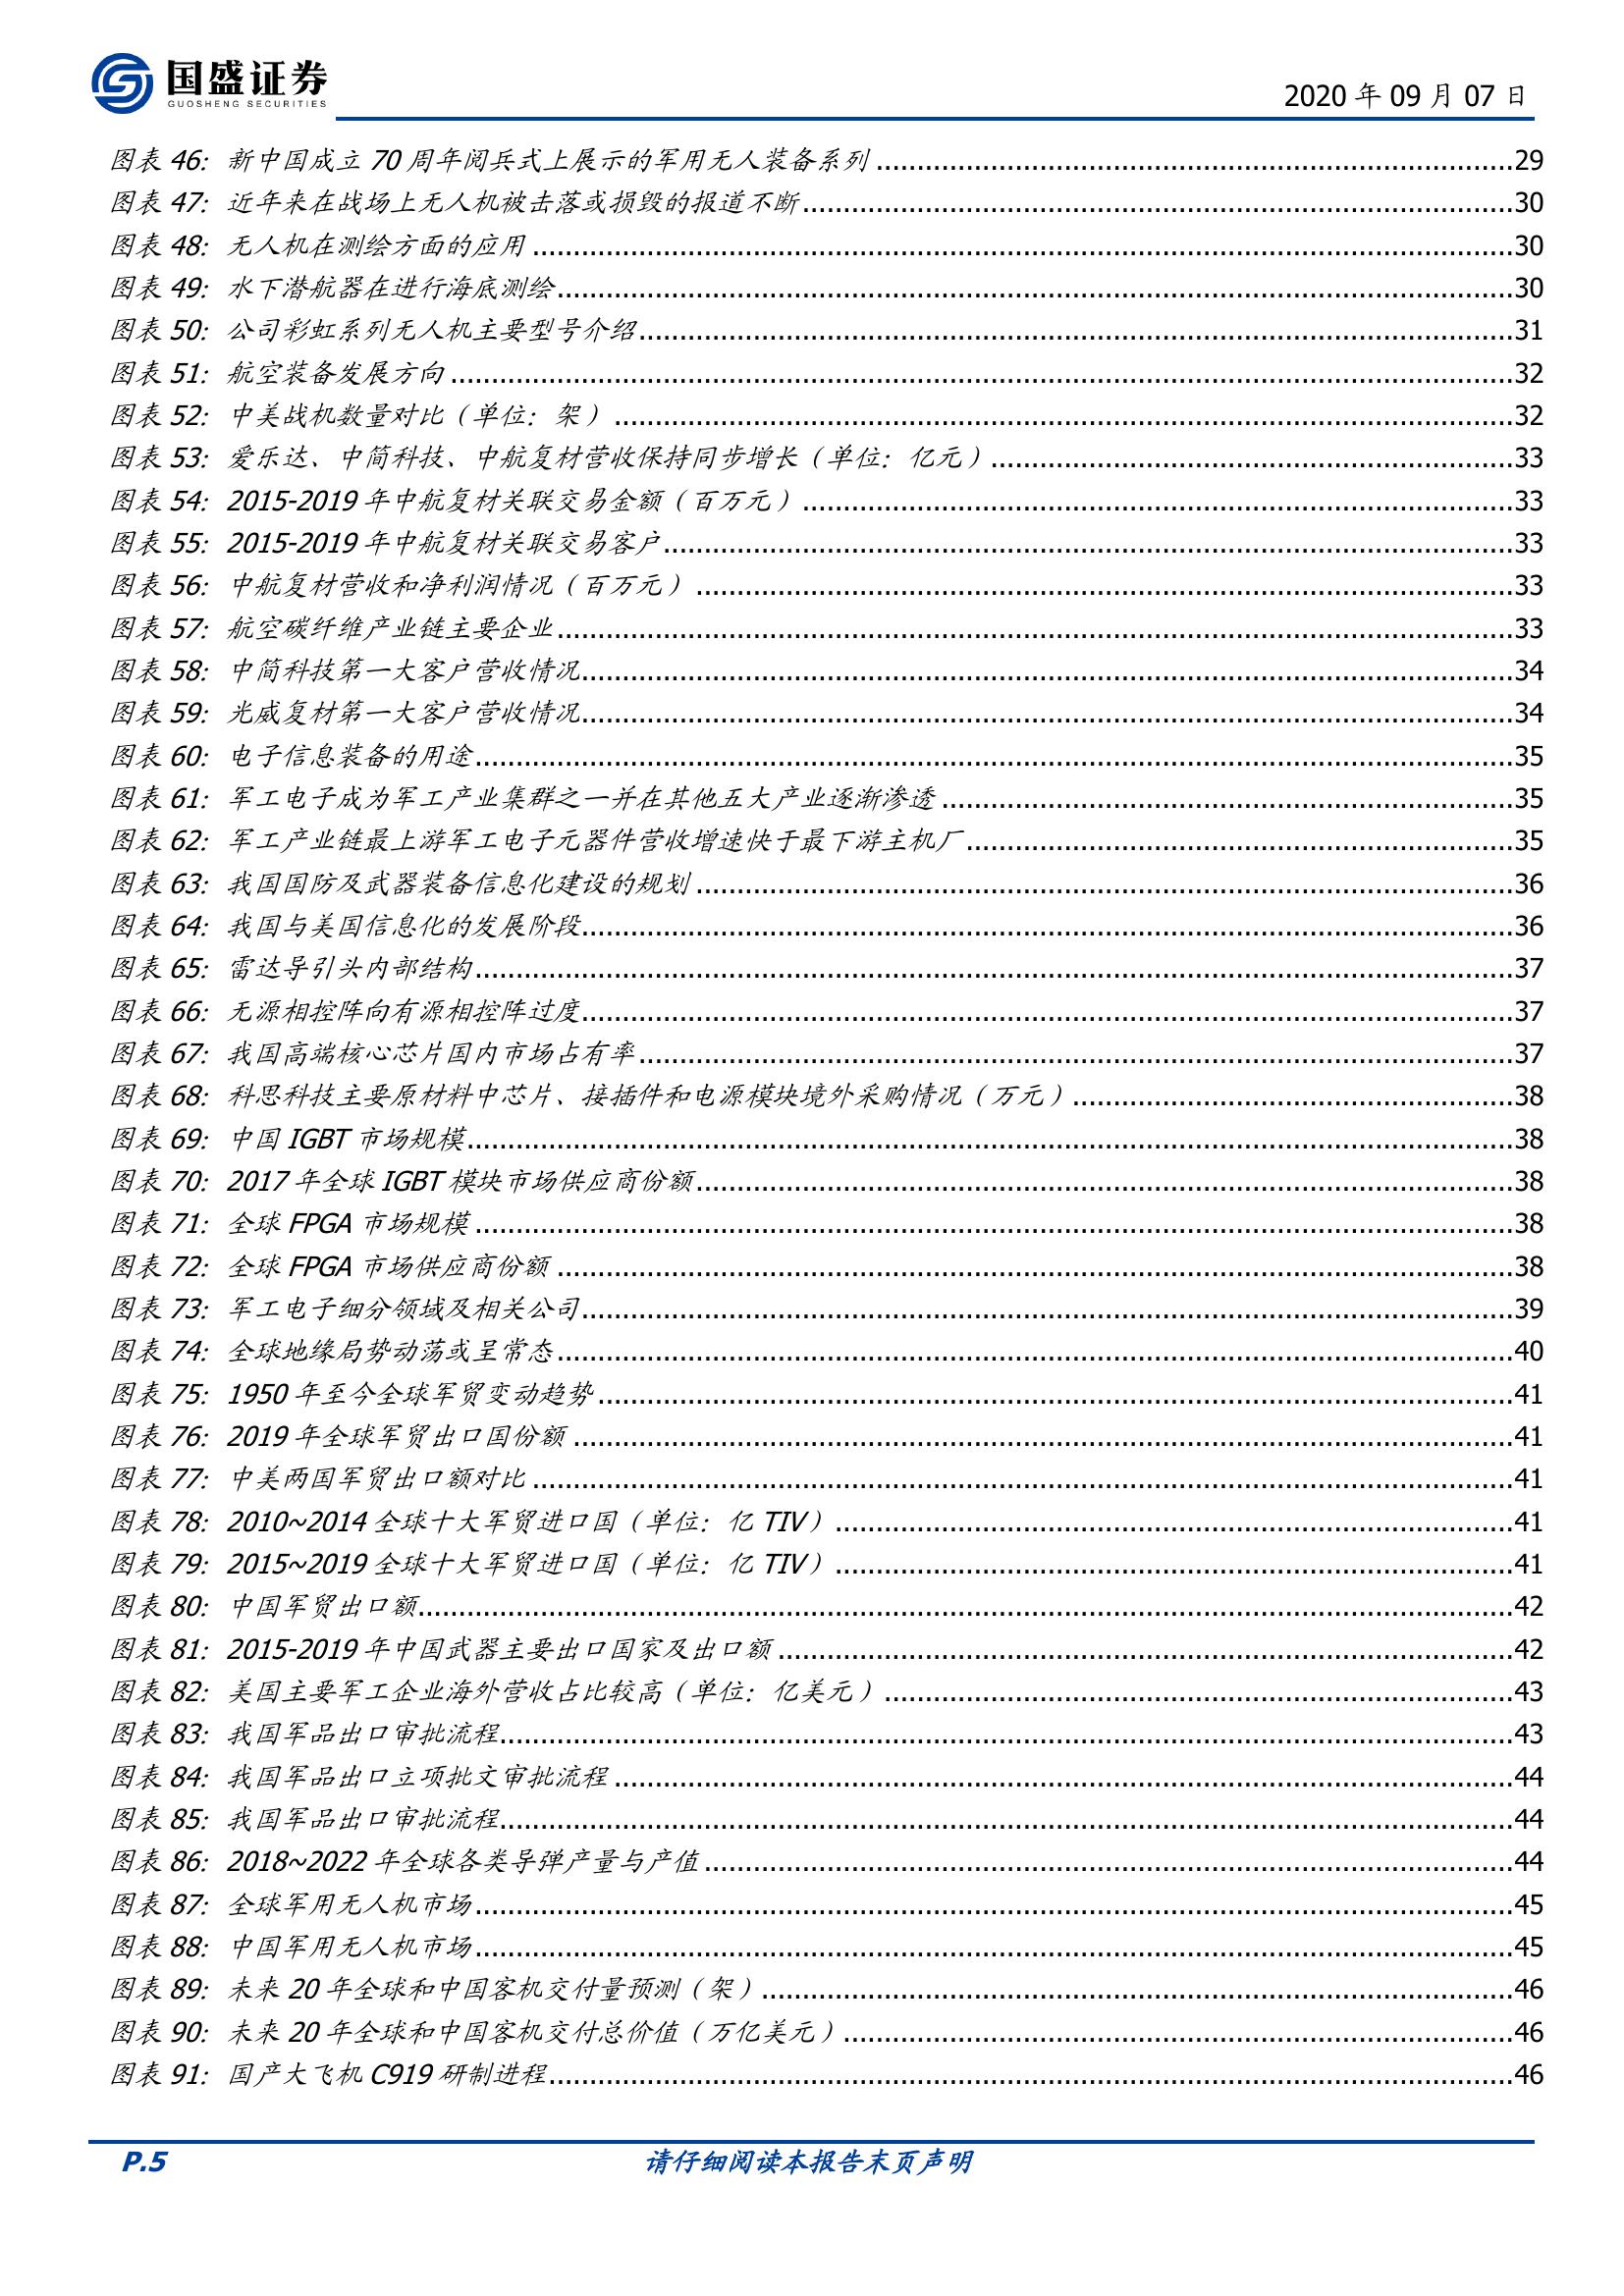 国盛证券
GUOSHENG SECURITIES
2020 年 09 月 07 日
图表 46: 新中国成立 70 周年阅兵式上展示的军用无人装备系列 ...29
图表 47: 近年来在战场上无人机被击落或损毁的报道不断...30
图表 48: 无人机在测绘方面的应用 ...30
图表 49: 水下潜航器在进行海底测绘...30
图表 50: 公司彩虹系列无人机主要型号介绍...31
图表 51: 航空装备发展方向 ...32
图表 52: 中美战机数量对比（单位：架） ...32
图表 53: 爱乐达、中简科技、中航复材营收保持同步增长（单位：亿元）...33
图表 54: 2015-2019 年中航复材关联交易金额（百万元） ...33
图表 55: 2015-2019 年中航复材关联交易客户...33
图表 56: 中航复材营收和净利润情况（百万元） ...33
图表 57: 航空碳纤维产业链主要企业...33
图表 58: 中简科技第一大客户营收情况...34
图表 59: 光威复材第一大客户营收情况...34
图表 60: 电子信息装备的用途...35
图表 61: 军工电子成为军工产业集群之一并在其他五大产业逐渐渗透 ...35
图表 62: 军工产业链最上游军工电子元器件营收增速快于最下游主机厂...35
图表 63: 我国国防及武器装备信息化建设的规划 ...36
图表 64: 我国与美国信息化的发展阶段...36
图表 65: 雷达导引头内部结构...37
图表 66: 无源相控阵向有源相控阵过度...37
图表 67: 我国高端核心芯片国内市场占有率...37
图表 68: 科思科技主要原材料中芯片、接插件和电源模块境外采购情况（万元）...38
图表 69: 中国 IGBT 市场规模...38
图表 70: 2017 年全球 IGBT 模块市场供应商份额...38
图表 71: 全球 FPGA 市场规模 ...38
图表 72: 全球 FPGA 市场供应商份额 ...38
图表 73: 军工电子细分领域及相关公司...39
图表 74: 全球地缘局势动荡或呈常态...40
图表 75: 1950 年至今全球军贸变动趋势...41
图表 76: 2019 年全球军贸出口国份额 ...41
图表 77: 中美两国军贸出口额对比 ...41
图表 78: 2010~2014 全球十大军贸进口国（单位：亿 TIV） ...41
图表 79: 2015~2019 全球十大军贸进口国（单位：亿 TIV） ...41
图表 80: 中国军贸出口额...42
图表 81: 2015-2019 年中国武器主要出口国家及出口额 ...42
图表 82: 美国主要军工企业海外营收占比较高（单位：亿美元）...43
图表 83: 我国军品出口审批流程...43
图表 84: 我国军品出口立项批文审批流程 ...44
图表 85: 我国军品出口审批流程...44
图表 86: 2018~2022 年全球各类导弹产量与产值 ...44
图表 87: 全球军用无人机市场...45
图表 88: 中国军用无人机市场...45
图表 89: 未来 20 年全球和中国客机交付量预测（架）...46
图表 90: 未来 20 年全球和中国客机交付总价值（万亿美元）...46
图表 91: 国产大飞机 C919 研制进程...46
P.5
请仔细阅读本报告末页声明